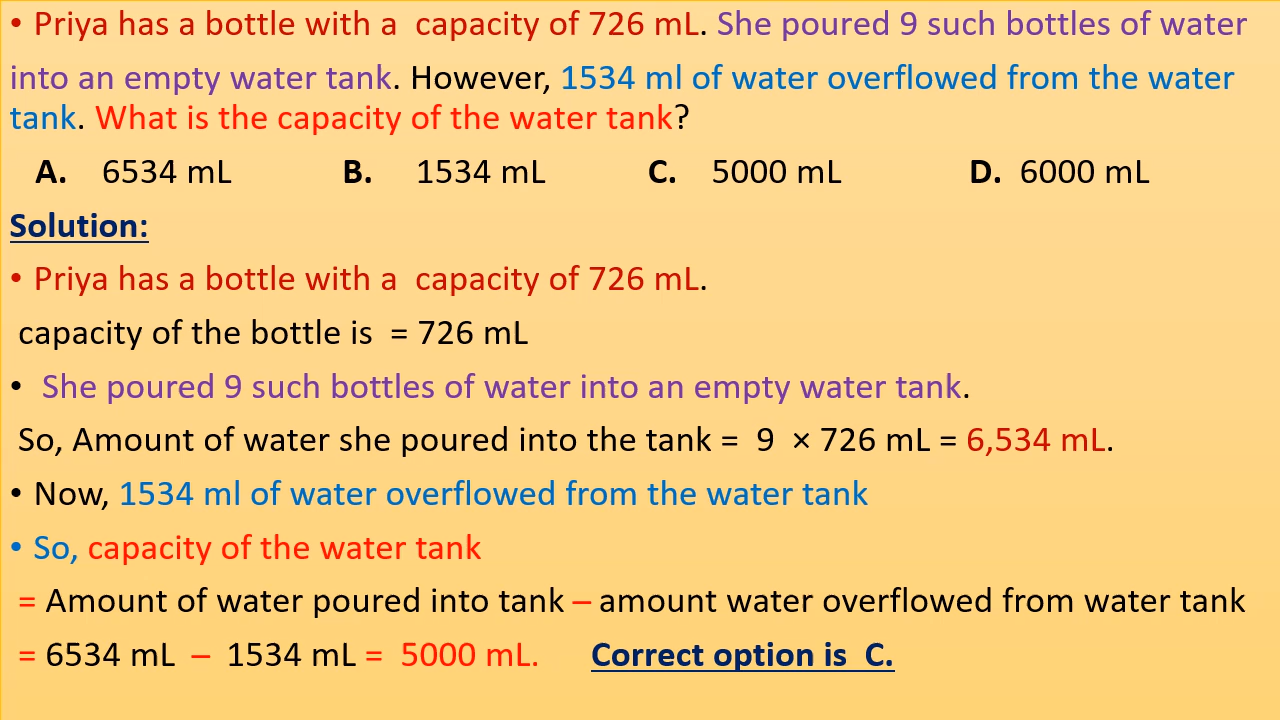 • Priya has a bottle with a capacity of 726 mL. She poured 9 such bottles of water
into an empty water tank. However, 1534 ml of water overflowed from the water
tank. What is the capacity of the water tank?
A. 6534 mL B. 1534 mL C. 5000 mL D. 6000 mL
Solution:
• Priya has a bottle with a capacity of 726 mL.
capacity of the bottle is = 726 mL
• She poured 9 such bottles of water into an empty water tank.
So, Amount of water she poured into the tank = 9 × 726 mL = 6,534 mL.
• Now, 1534 ml of water overflowed from the water tank
• So, capacity of the water tank
= Amount of water poured into tank – amount water overflowed from water tank
= 6534 mL – 1534 mL = 5000 mL. Correct option is C.